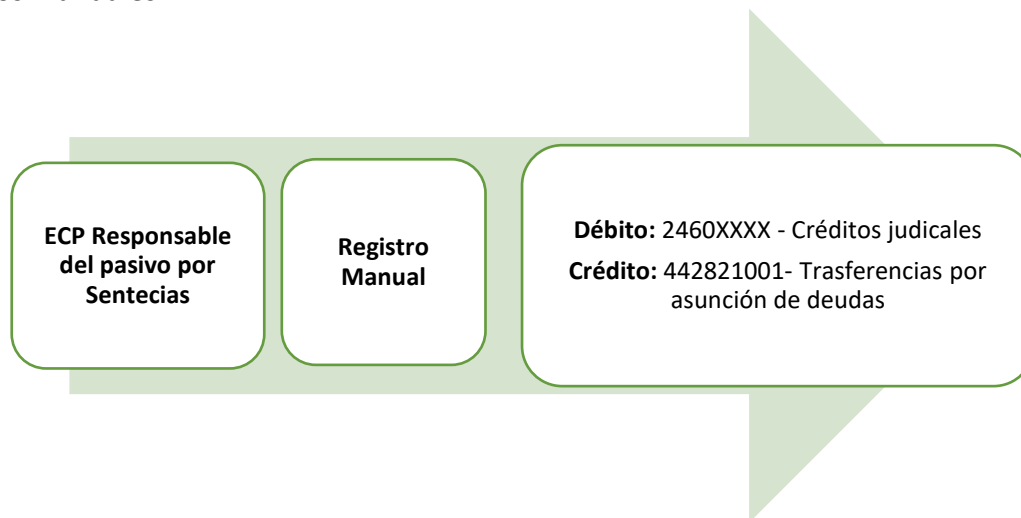 ECP Responsable
del pasivo por
Sentecias
Registro
Manual
Débito: 2460XXXX - Créditos judicales
Crédito: 442821001- Trasferencias por
asunción de deudas